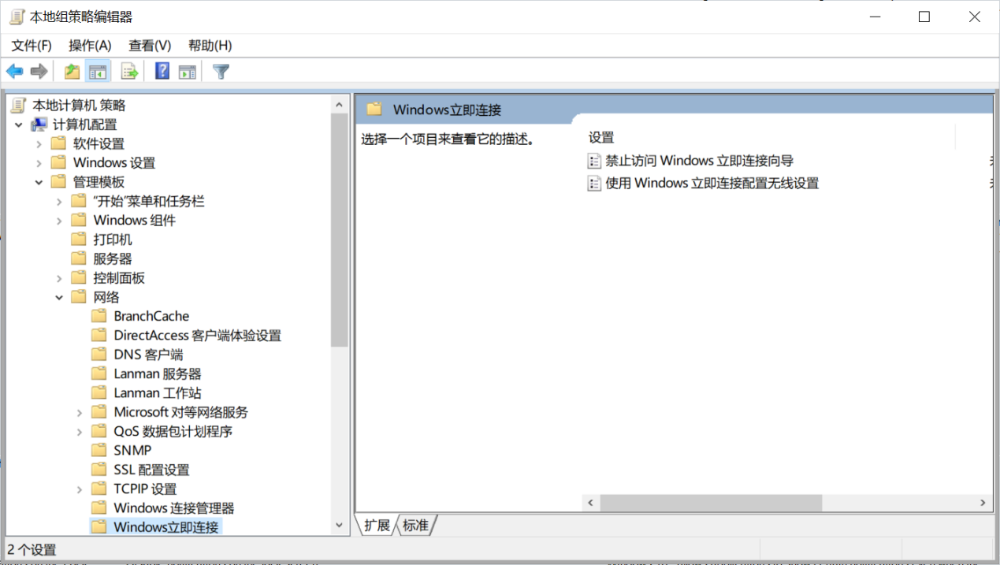 本地组策略编辑器
文件(F) 操作(A) 查看(V) 帮助(H)
本地计算机 策略
计算机配置
软件设置
Windows 设置
管理模板
“开始”菜单和任务栏
Windows 组件
打印机
服务器
控制面板
网络
BranchCache
DirectAccess 客户端体验设置
DNS 客户端
Lanman 服务器
Lanman 工作站
Microsoft 对等网络服务
QoS 数据包计划程序
SNMP
SSL 配置设置
TCPIP 设置
Windows 连接管理器
Windows立即连接
Windows立即连接
选择一个项目来查看它的描述。
设置
禁止访问 Windows 立即连接向导
使用 Windows 立即连接配置无线设置
扩展 标准
2 个设置